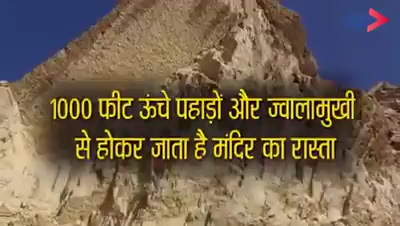 1000 फीट ऊंचे पहाड़ों और ज्वालामुखी
से होकर जाता है मंदिर का रास्ता